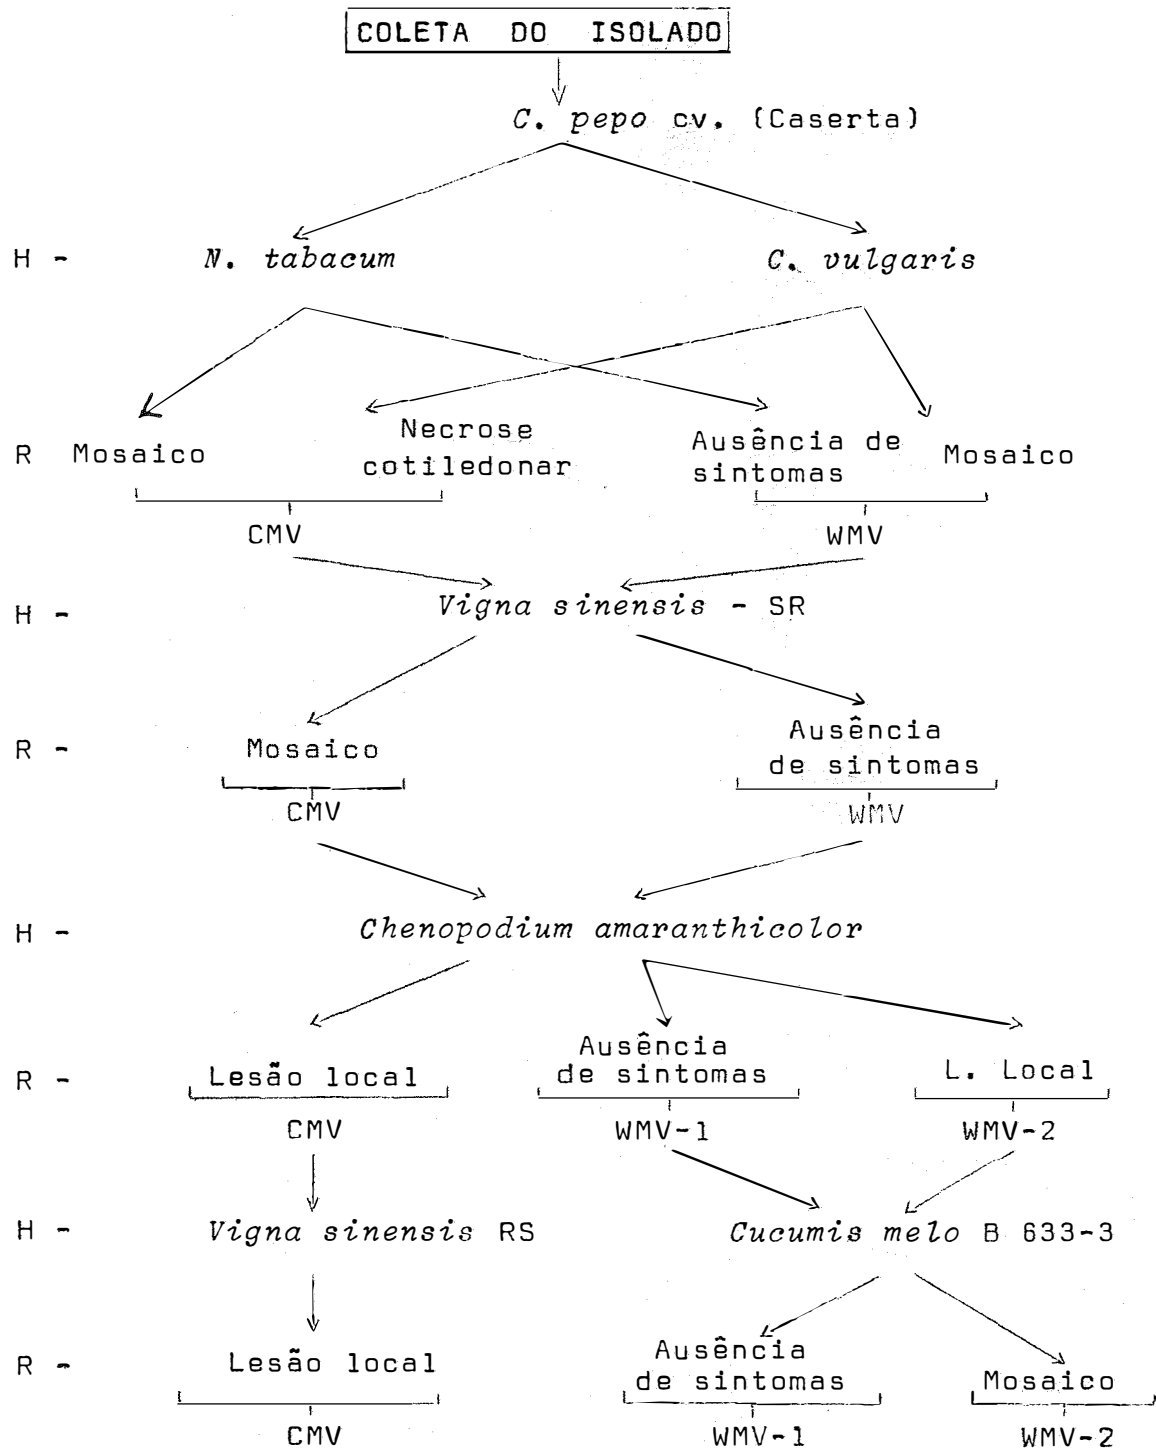 COLETA DO ISOLADO
C. pepo cv. (Caserta)
H - N. tabacum C. vulgaris
R Mosaico Necrose cotiledonar Ausência de sintomas Mosaico
CMV WMV
H - Vigna sinensis - SR
R - Mosaico Ausência de sintomas
CMV WMV
H - Chenopodium amaranthicolor
R - Lesão local Ausência de sintomas L. Local
CMV WMV-1 WMV-2
H - Vigna sinensis RS Cucumis melo B 633-3
R - Lesão local Ausência de sintomas Mosaico
CMV WMV-1 WMV-2